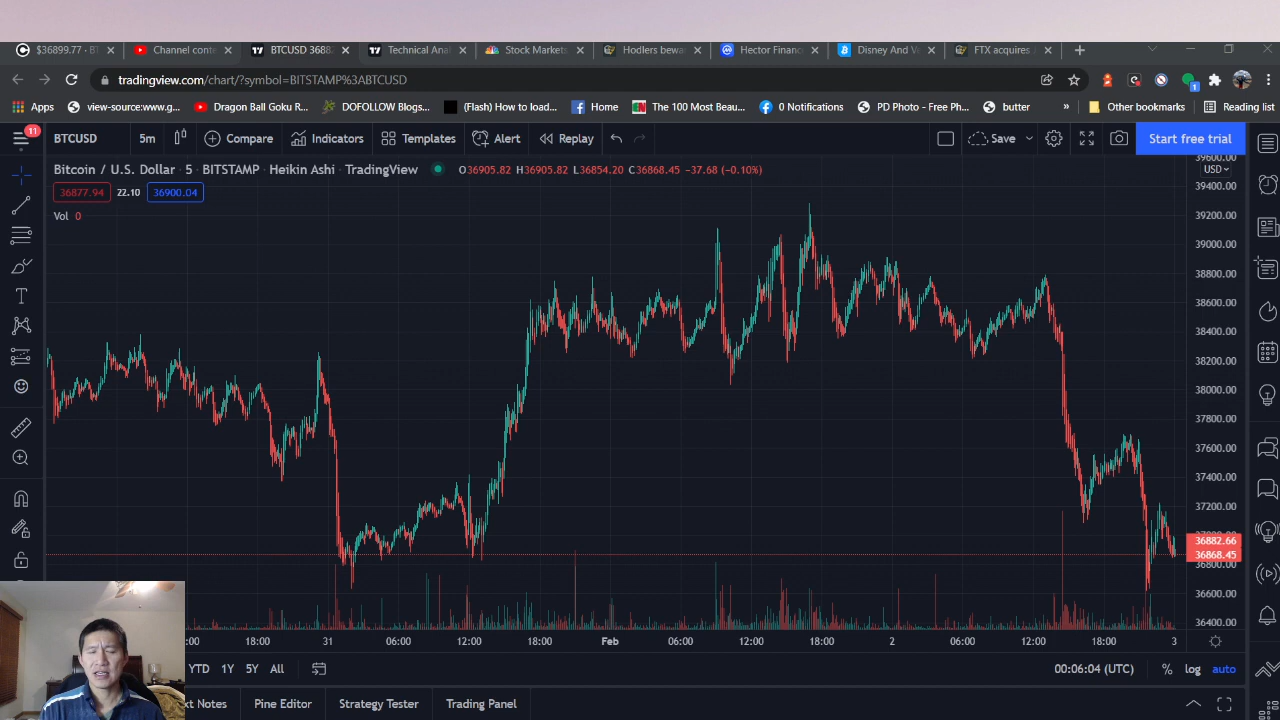 $36899.77 · BT
Channel conte
BTCUSD 3688
Technical Anal
Stock Markets
Hodlers bewa
Hector Financ
Disney And V
FTX acquires
tradingview.com/chart/?symbol=BITSTAMP%3ABTCUSD
Apps
view-source:www.g...
Dragon Ball Goku R...
DOFOLLOW Blogs...
(Flash) How to load...
Home
The 100 Most Beau...
0 Notifications
PD Photo - Free Ph...
butter
»
Other bookmarks
Reading list
11
BTCUSD
5m
Compare
Indicators
Templates
Alert
Replay
Save
Start free trial
Bitcoin / U.S. Dollar · 5 · BITSTAMP · Heikin Ashi · TradingView
O36905.82 H36905.82 L36854.20 C36868.45 -37.68 (-0.10%)
36877.94 22.10 36900.04
Vol 0
39600.00
USD
39400.00
39200.00
39000.00
38800.00
38600.00
38400.00
38200.00
38000.00
37800.00
37600.00
37400.00
37200.00
36882.66
36868.45
36800.00
36600.00
36400.00
18:00 31 06:00 12:00 18:00 Feb 06:00 12:00 18:00 2 06:00 12:00 18:00 3
YTD 1Y 5Y All
00:06:04 (UTC) % log auto
Notes
Pine Editor
Strategy Tester
Trading Panel